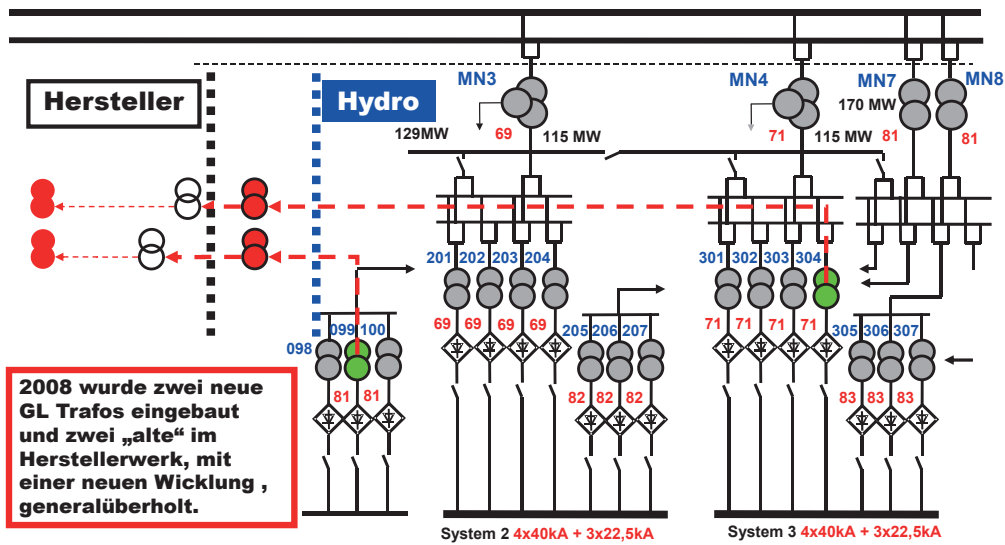 MN3
MN4
MN7
MN8
Hersteller
Hydro
170 MW
129MW
69
115 MW
71
115 MW
81
81
201 202 203 204
301 302 303 304
69 69 69 69
71 71 71 71
099 100
098
205 206 207
305 306 307
81 81
82 82 82
83 83 83
2008 wurde zwei neue
GL Trafos eingebaut
und zwei „alte“ im
Herstellerwerk, mit
einer neuen Wicklung ,
generalüberholt.
System 2 4x40kA + 3x22,5kA
System 3 4x40kA + 3x22,5kA